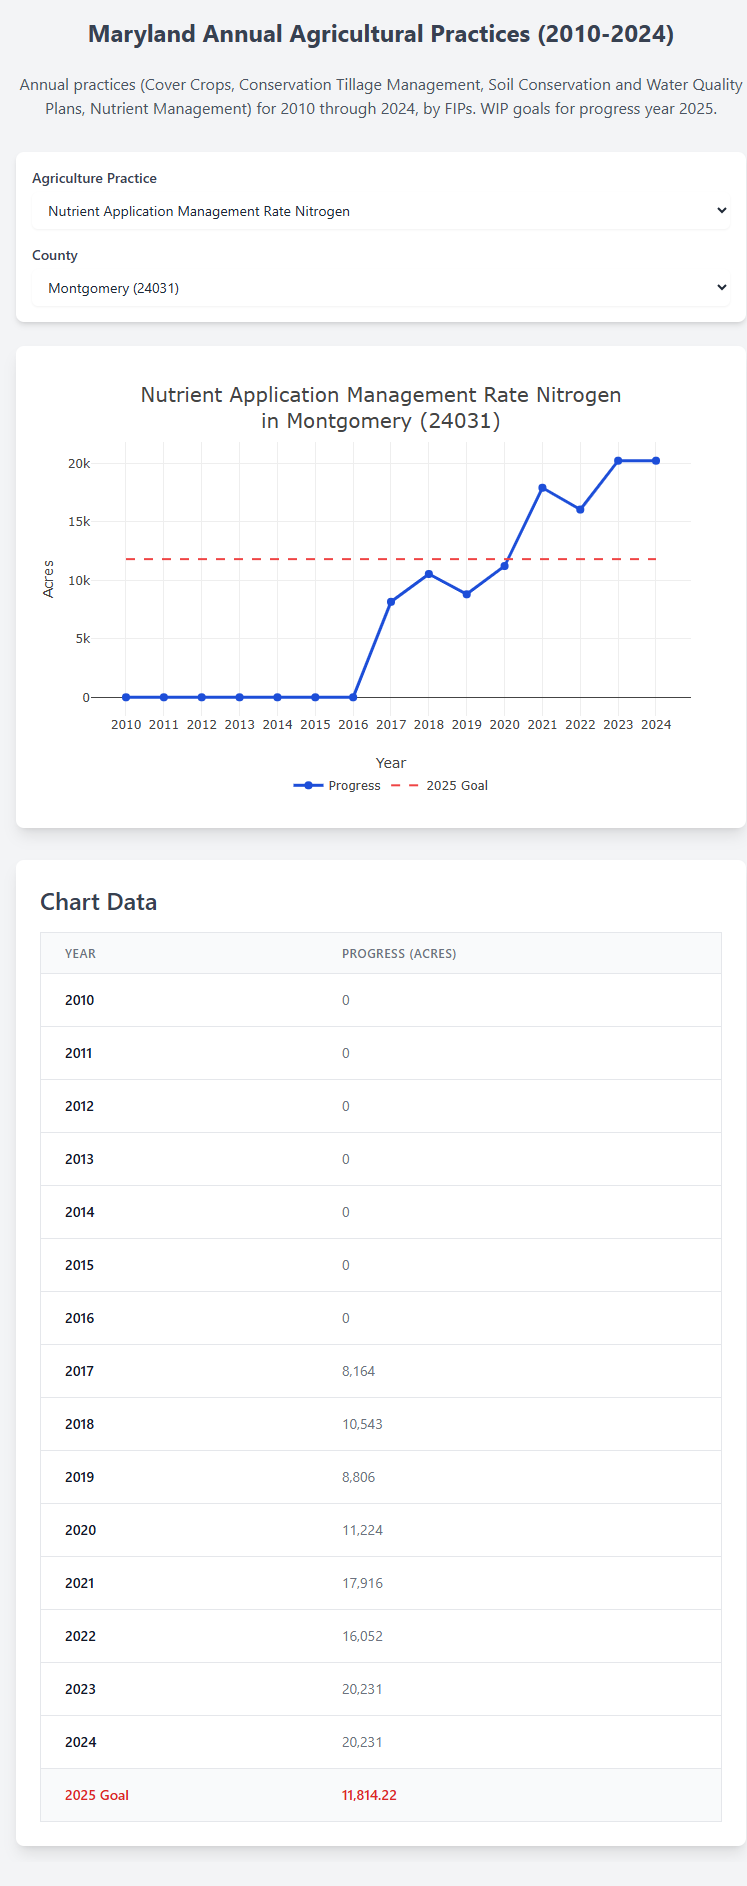 Maryland Annual Agricultural Practices (2010-2024)
Annual practices (Cover Crops, Conservation Tillage Management, Soil Conservation and Water Quality
Plans, Nutrient Management) for 2010 through 2024, by FIPs. WIP goals for progress year 2025.
Agriculture Practice
Nutrient Application Management Rate Nitrogen
County
Montgomery (24031)
Nutrient Application Management Rate Nitrogen
in Montgomery (24031)
20k
15k
10k
5k
0
Acres
2010 2011 2012 2013 2014 2015 2016 2017 2018 2019 2020 2021 2022 2023 2024
Year
Progress 2025 Goal
Chart Data
YEAR PROGRESS (ACRES)
2010 0
2011 0
2012 0
2013 0
2014 0
2015 0
2016 0
2017 8,164
2018 10,543
2019 8,806
2020 11,224
2021 17,916
2022 16,052
2023 20,231
2024 20,231
2025 Goal 11,814.22